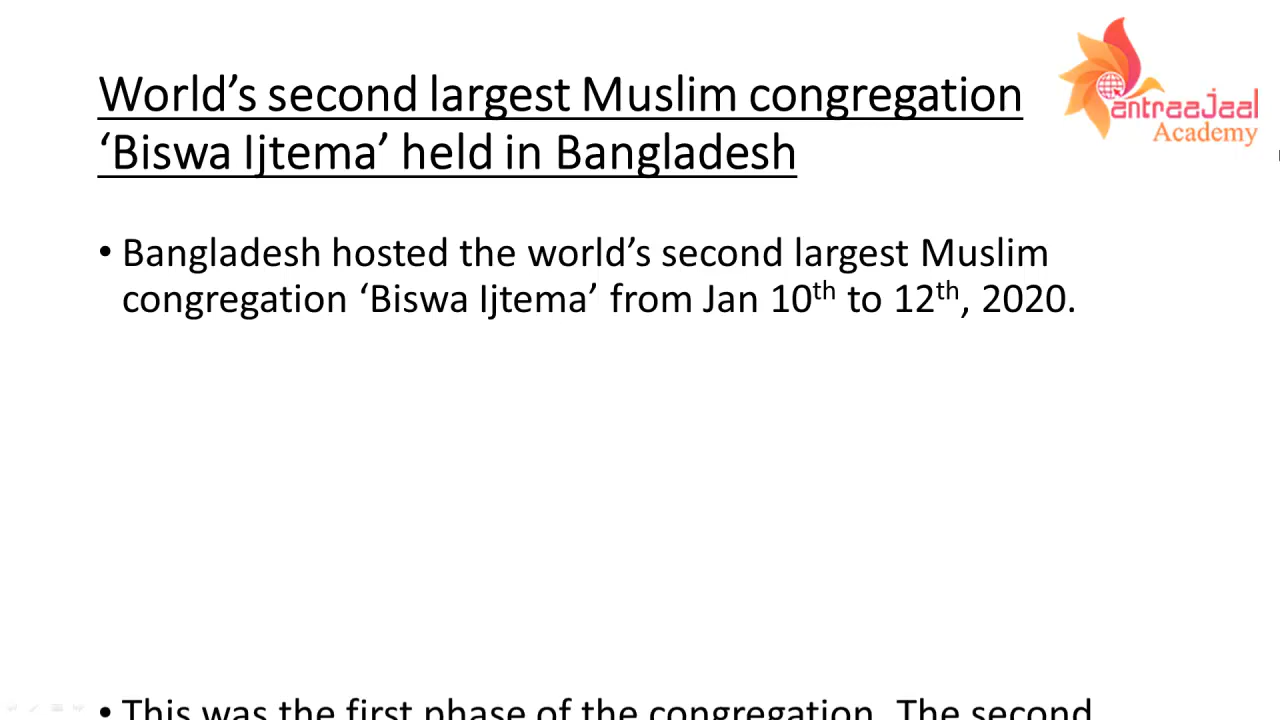 World’s second largest Muslim congregation
‘Biswa Ijtema’ held in Bangladesh
antraajaal
Academy
• Bangladesh hosted the world’s second largest Muslim
congregation ‘Biswa Ijtema’ from Jan 10th to 12th, 2020.
• This was the first phase of the congregation. The second